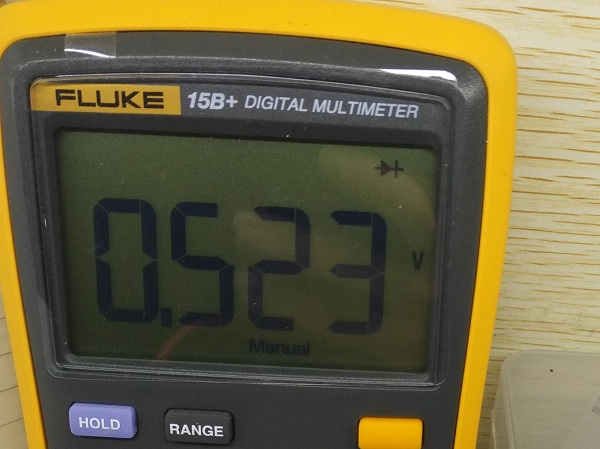 FLUKE 15B+ DIGITAL MULTIMETER
0.523 V
Manual
HOLD RANGE